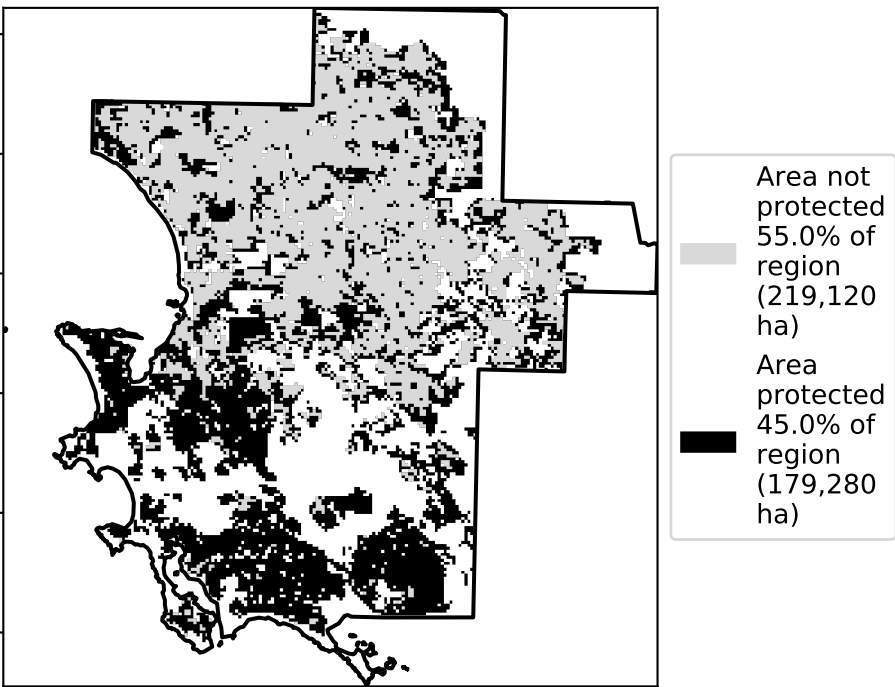 Area not
protected
55.0% of
region
(219,120
ha)
Area
protected
45.0% of
region
(179,280
ha)